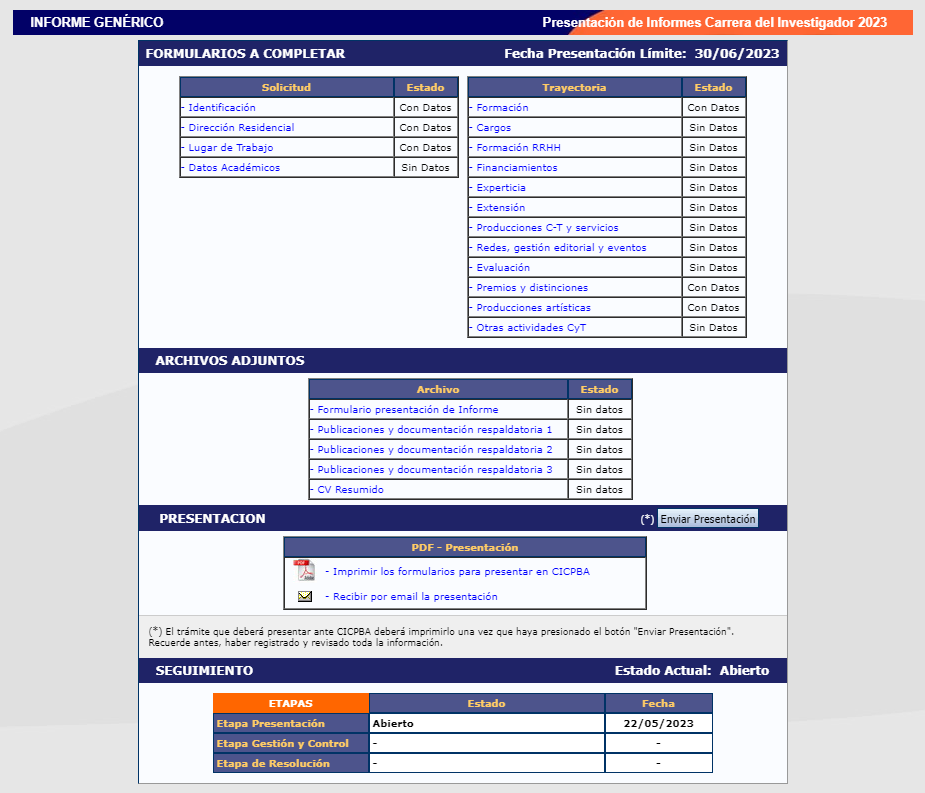 INFORME GENÉRICO
Presentación de Informes Carrera del Investigador 2023
FORMULARIOS A COMPLETAR
Fecha Presentación Límite: 30/06/2023
Solicitud Estado
- Identificación Con Datos
- Dirección Residencial Con Datos
- Lugar de Trabajo Con Datos
- Datos Académicos Sin Datos
Trayectoria Estado
- Formación Con Datos
- Cargos Sin Datos
- Formación RRHH Sin Datos
- Financiamientos Sin Datos
- Experticia Sin Datos
- Extensión Sin Datos
- Producciones C-T y servicios Sin Datos
- Redes, gestión editorial y eventos Sin Datos
- Evaluación Sin Datos
- Premios y distinciones Con Datos
- Producciones artísticas Con Datos
- Otras actividades CyT Sin Datos
ARCHIVOS ADJUNTOS
Archivo Estado
- Formulario presentación de Informe Sin datos
- Publicaciones y documentación respaldatoria 1 Sin datos
- Publicaciones y documentación respaldatoria 2 Sin datos
- Publicaciones y documentación respaldatoria 3 Sin datos
- CV Resumido Sin datos
PRESENTACION
(*) Enviar Presentación
PDF - Presentación
PDF
- Imprimir los formularios para presentar en CICPBA
- Recibir por email la presentación
(*) El trámite que deberá presentar ante CICPBA deberá imprimirlo una vez que haya presionado el botón "Enviar Presentación".
Recuerde antes, haber registrado y revisado toda la información.
SEGUIMIENTO
Estado Actual: Abierto
ETAPAS Estado Fecha
Etapa Presentación Abierto 22/05/2023
Etapa Gestión y Control - -
Etapa de Resolución - -